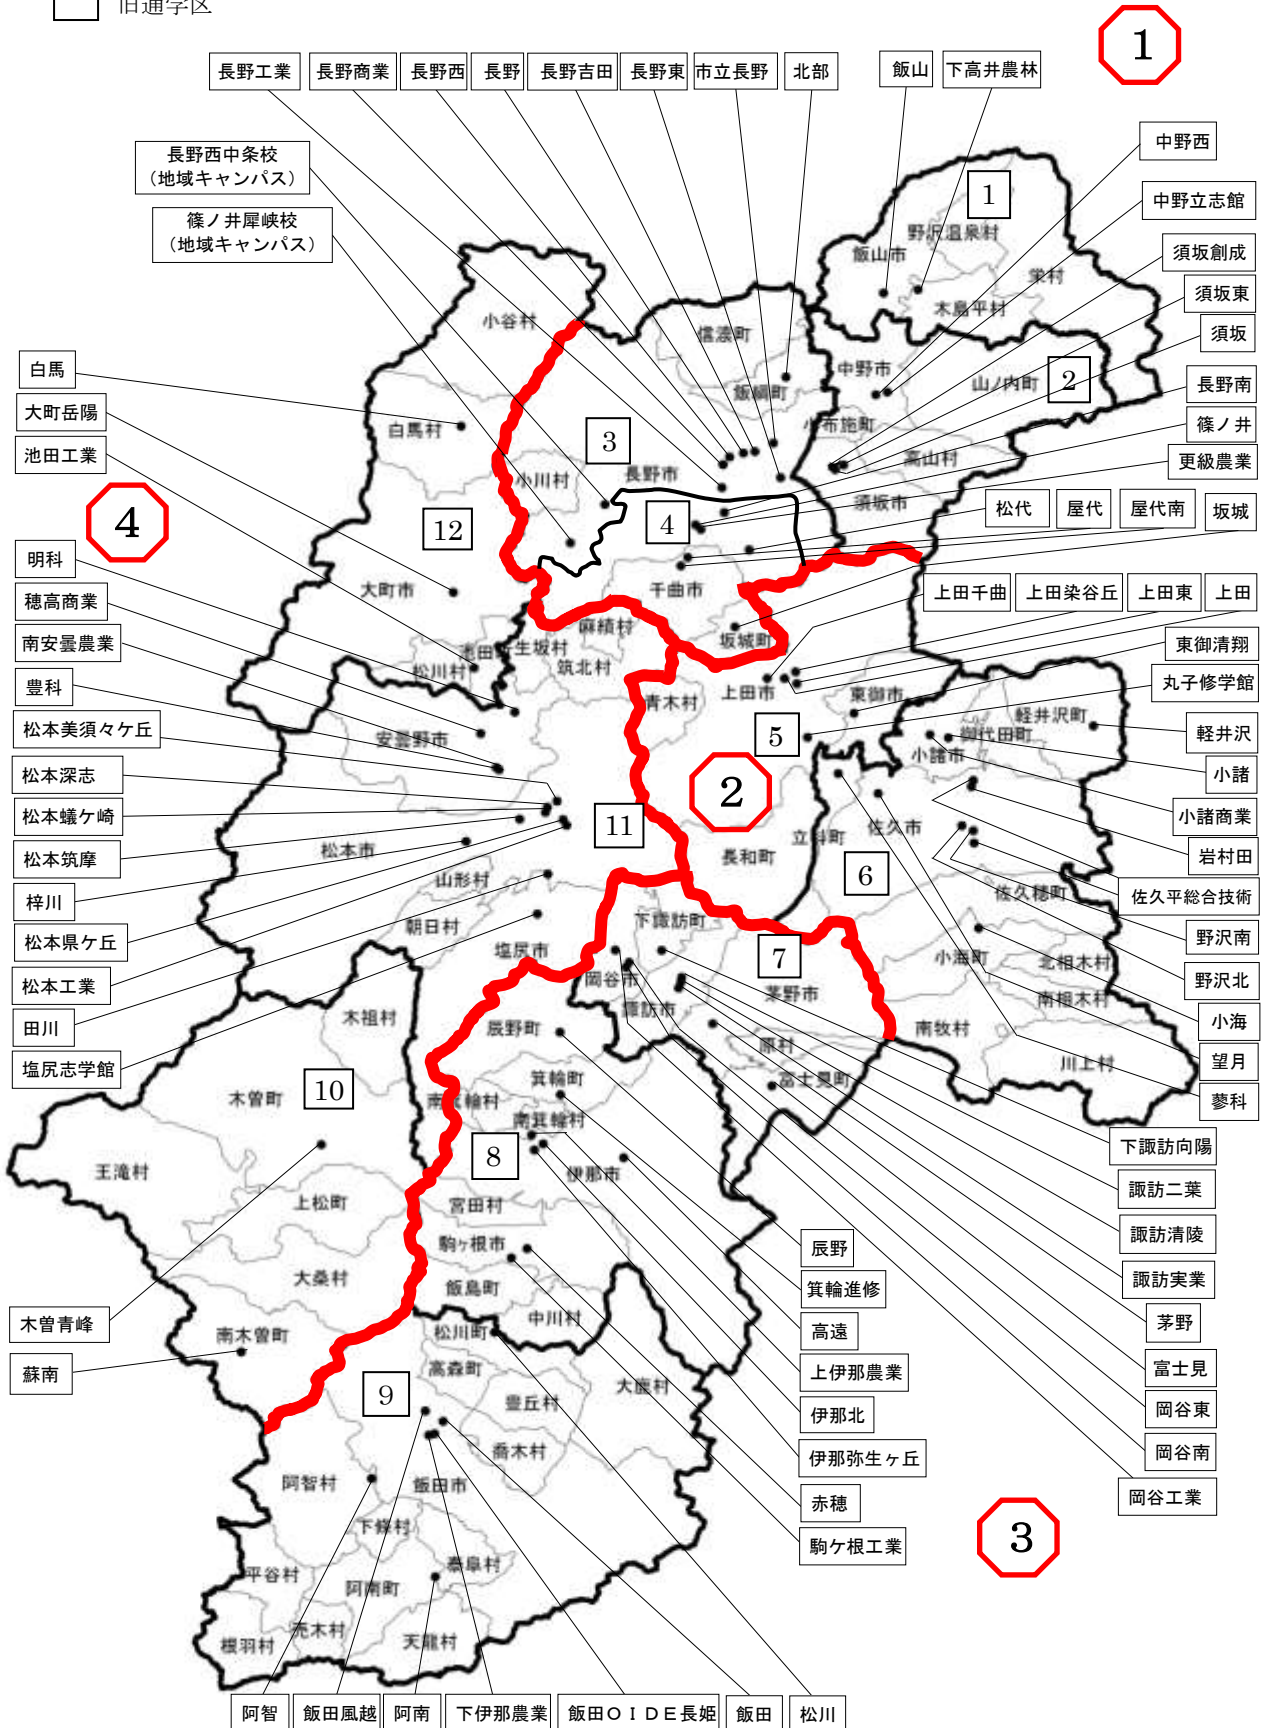 旧通学区
1
長野工業
長野商業
長野西
長野
長野吉田
長野東
市立長野
北部
飯山
下高井農林
長野西中条校
(地域キャンパス)
篠ノ井犀峡校
(地域キャンパス)
中野西
中野立志館
須坂創成
須坂東
須坂
長野南
篠ノ井
更級農業
松代
屋代
屋代南
坂城
上田千曲
上田染谷丘
上田東
上田
東御清翔
丸子修学館
軽井沢
小諸
小諸商業
岩村田
佐久平総合技術
野沢南
野沢北
小海
望月
蓼科
下諏訪向陽
諏訪二葉
諏訪清陵
諏訪実業
茅野
富士見
岡谷東
岡谷南
岡谷工業
白馬
大町岳陽
池田工業
4
明科
穂高商業
南安曇農業
豊科
松本美須々ケ丘
松本深志
松本蟻ケ崎
松本筑摩
梓川
松本県ケ丘
松本工業
田川
塩尻志学館
木曽青峰
蘇南
辰野
箕輪進修
高遠
上伊那農業
伊那北
伊那弥生ヶ丘
赤穂
駒ケ根工業
3
阿智
飯田風越
阿南
下伊那農業
飯田OIDE長姫
飯田
松川
1
野沢温泉村
飯山市
栄村
木島平村
2
中野市
山ノ内町
小布施町
高山村
須坂市
信濃町
飯綱町
3
長野市
小川村
4
千曲市
坂城町
小谷村
白馬村
12
大町市
池田町
松川村
生坂村
麻績村
筑北村
安曇野市
11
松本市
山形村
朝日村
塩尻市
青木村
上田市
東御市
5
2
長和町
立科町
軽井沢町
御代田町
小諸市
佐久市
6
佐久穂町
小海町
北相木村
南相木村
南牧村
川上村
下諏訪町
岡谷市
諏訪市
7
茅野市
原村
富士見町
辰野町
箕輪町
南箕輪村
南箕輪村
8
伊那市
宮田村
駒ヶ根市
飯島町
中川村
木祖村
10
木曽町
王滝村
上松町
大桑村
南木曽町
松川町
高森町
9
豊丘村
大鹿村
喬木村
阿智村
飯田市
下條村
平谷村
阿南町
泰阜村
売木村
根羽村
天龍村